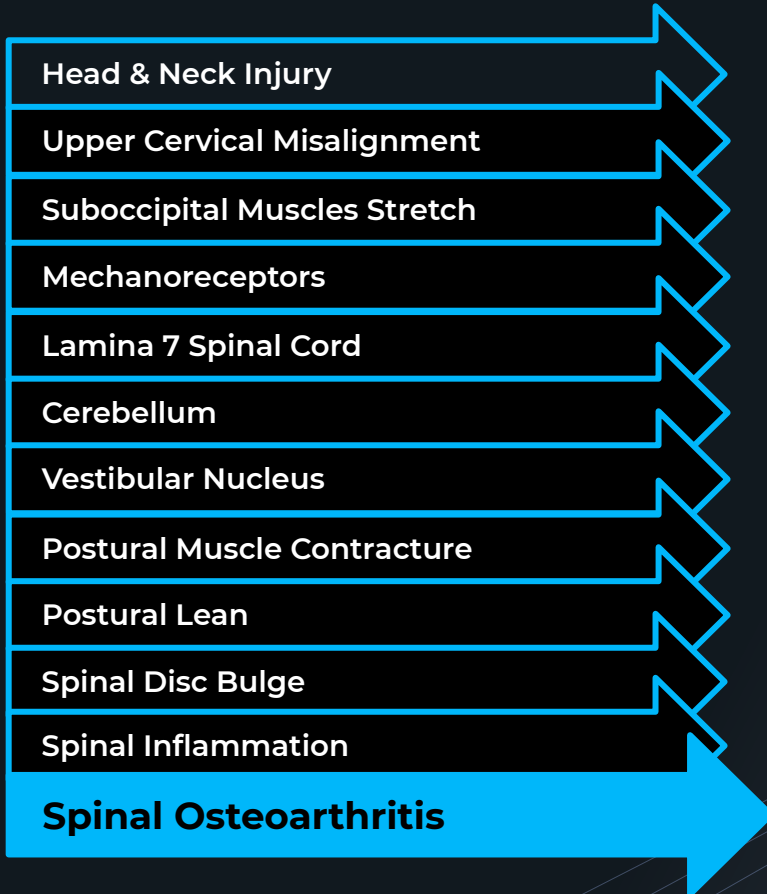 Head & Neck Injury
Upper Cervical Misalignment
Suboccipital Muscles Stretch
Mechanoreceptors
Lamina 7 Spinal Cord
Cerebellum
Vestibular Nucleus
Postural Muscle Contracture
Postural Lean
Spinal Disc Bulge
Spinal Inflammation
Spinal Osteoarthritis